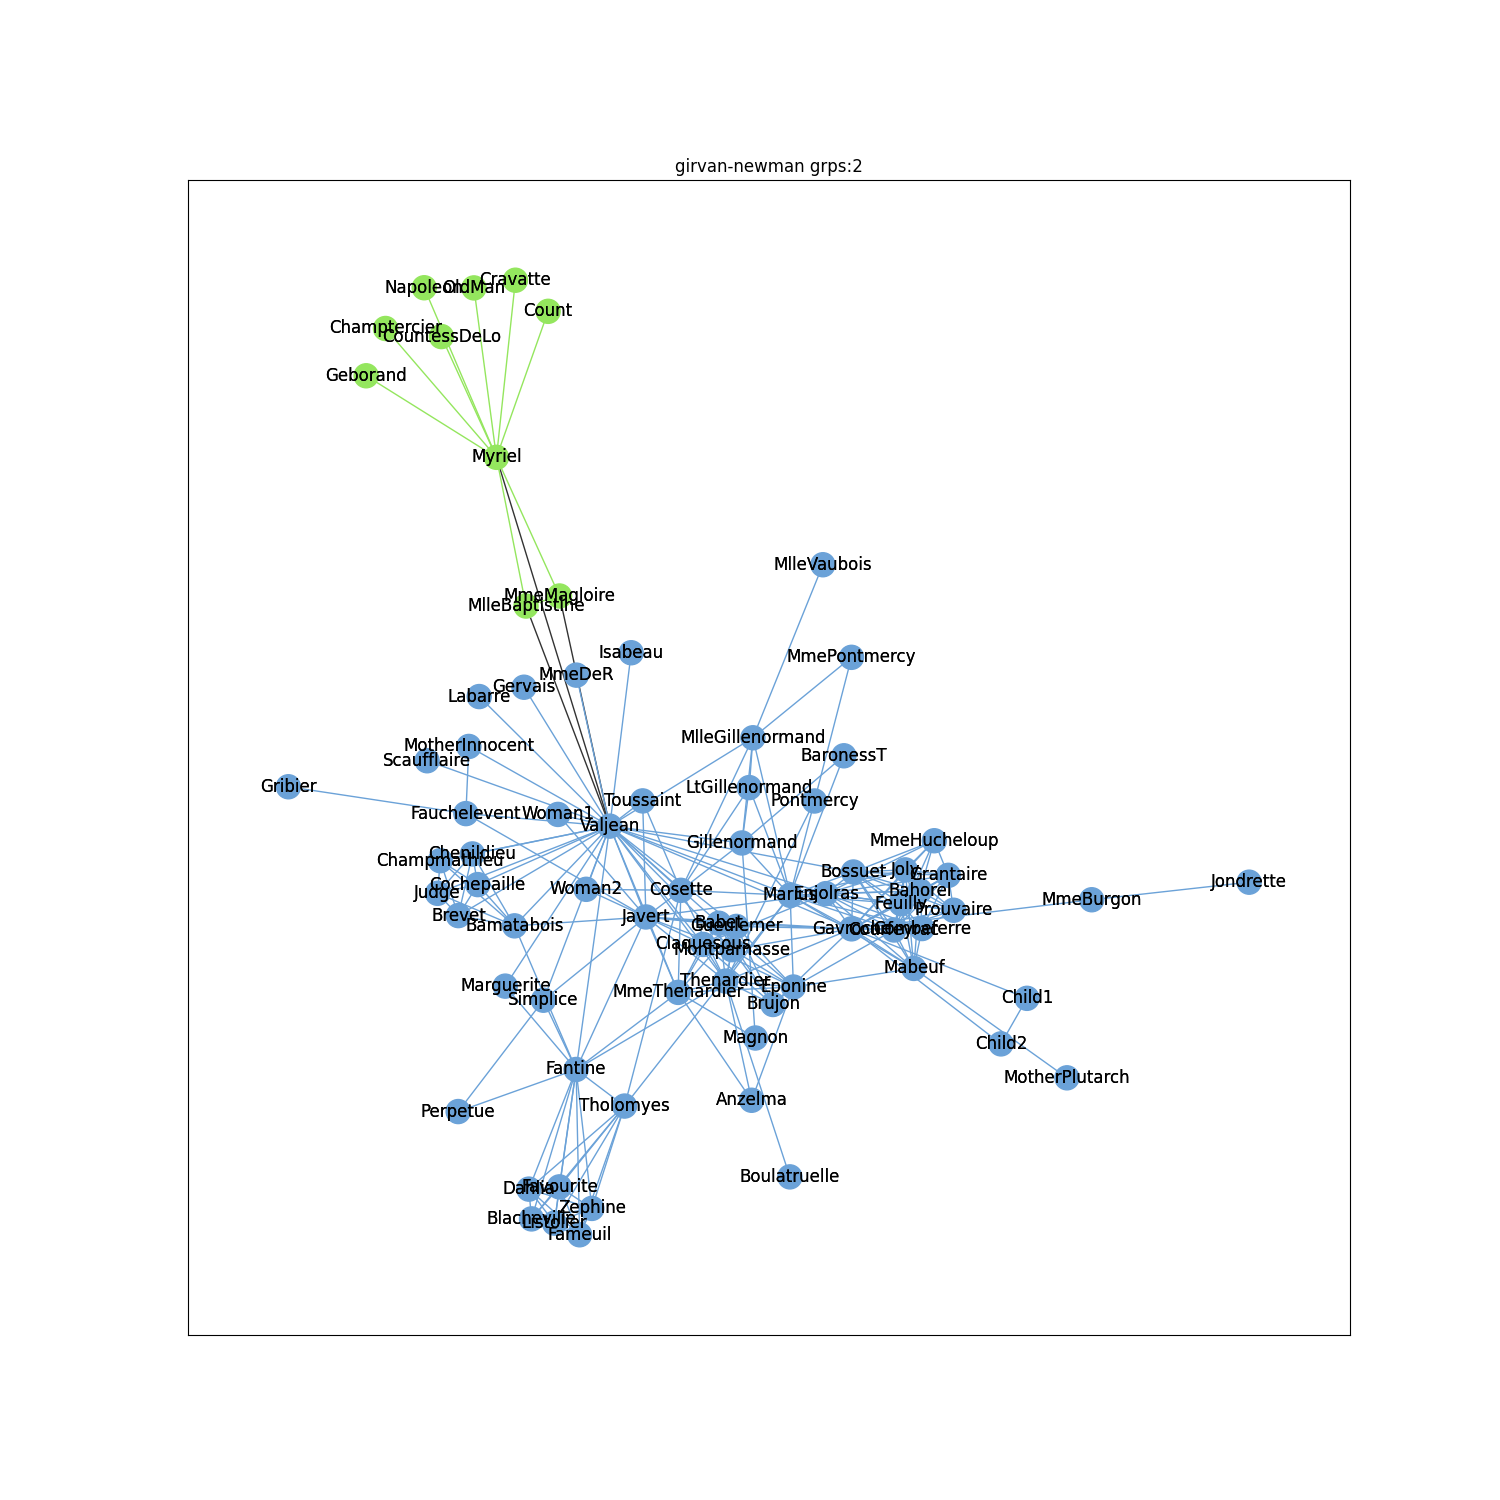 girvan-newman grps:2
Cravatte
Napoleon
OldMan
Count
Champtercier
CountessDeLo
Geborand
Myriel
MlleVaubois
MmeMagloire
MlleBaptistine
Isabeau
MmePontmercy
MmeDeR
Gervais
Labarre
MlleGillenormand
MotherInnocent
BaronessT
Scaufflaire
Gribier
LtGillenormand
Toussaint
Pontmercy
Fauchelevent
Woman1
Valjean
MmeHucheloup
Gillenormand
Chenildieu
Champmathieu
Bossuet
Joly
Grantaire
Jondrette
Cochepaille
Woman2
Cosette
Bahorel
Judge
Marius
Enjolras
MmeBurgon
Feuilly
Prouvaire
Brevet
Javert
Bamatabois
Babet
Gueulemer
Gavroche
Courfeyrac
Combeferre
Claquesous
Montparnasse
Mabeuf
Thenardier
Marguerite
Eponine
MmeThenardier
Child1
Simplice
Brujon
Magnon
Child2
Fantine
MotherPlutarch
Anzelma
Tholomyes
Perpetue
Boulatruelle
Favourite
Dahlia
Zephine
Blacheville
Listolier
Fameuil